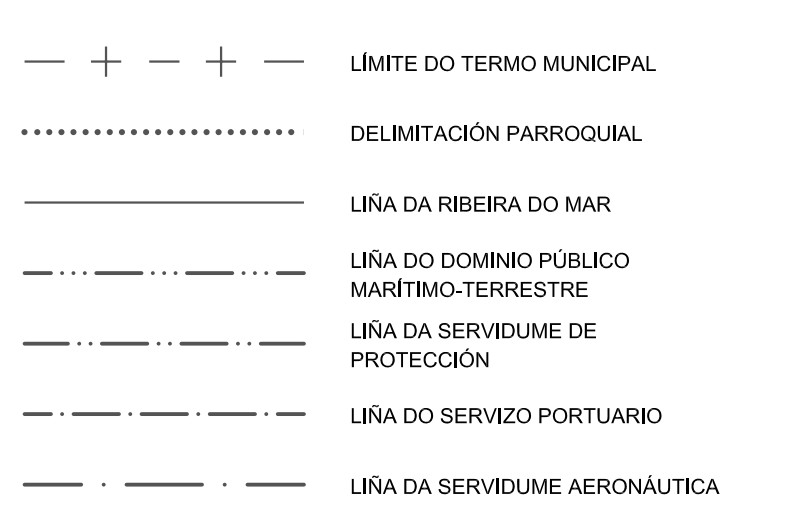 LÍMITE DO TERMO MUNICIPAL
DELIMITACIÓN PARROQUIAL
LIÑA DA RIBEIRA DO MAR
LIÑA DO DOMINIO PÚBLICO
MARÍTIMO-TERRESTRE
LIÑA DA SERVIDUME DE
PROTECCIÓN
LIÑA DO SERVIZO PORTUARIO
LIÑA DA SERVIDUME AERONÁUTICA